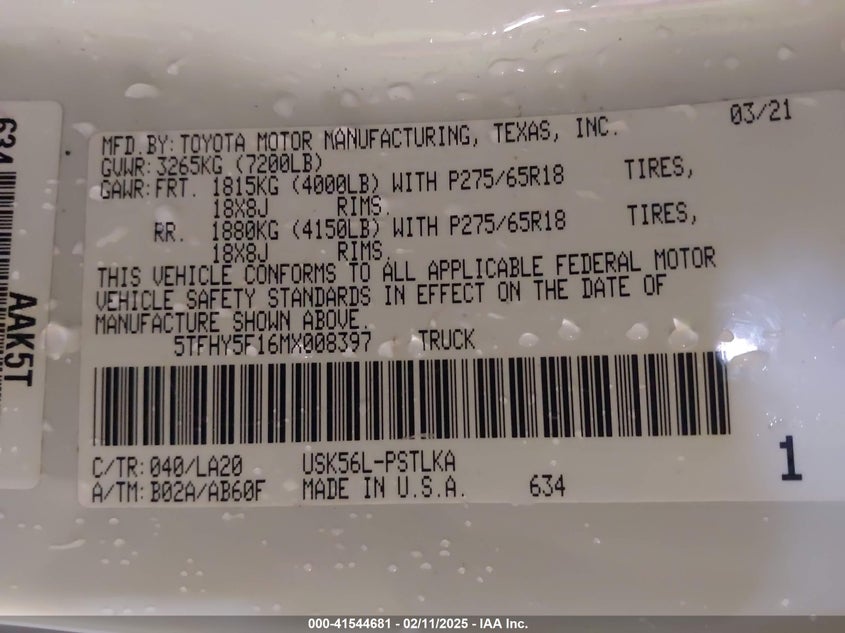 03/21
MFD.BY:TOYOTA MOTOR MANUFACTURING, TEXAS, INC.
GVWR:3265KG (7200LB)
GAWR:FRT. 1815KG (4000LB) WITH P275/65R18 TIRES,
18X8J RIMS.
RR. 1880KG (4150LB) WITH P275/65R18 TIRES,
18X8J RIMS.
THIS VEHICLE CONFORMS TO ALL APPLICABLE FEDERAL MOTOR
VEHICLE SAFETY STANDARDS IN EFFECT ON THE DATE OF
MANUFACTURE SHOWN ABOVE.
5TFHY5F16MX008397 TRUCK
C/TR:040/LA20 USK56L-PSTLKA
A/TM:B02A/AB60F MADE IN U.S.A. 634
1
634
AAK5T
000-41544681 - 02/11/2025 - IAA Inc.